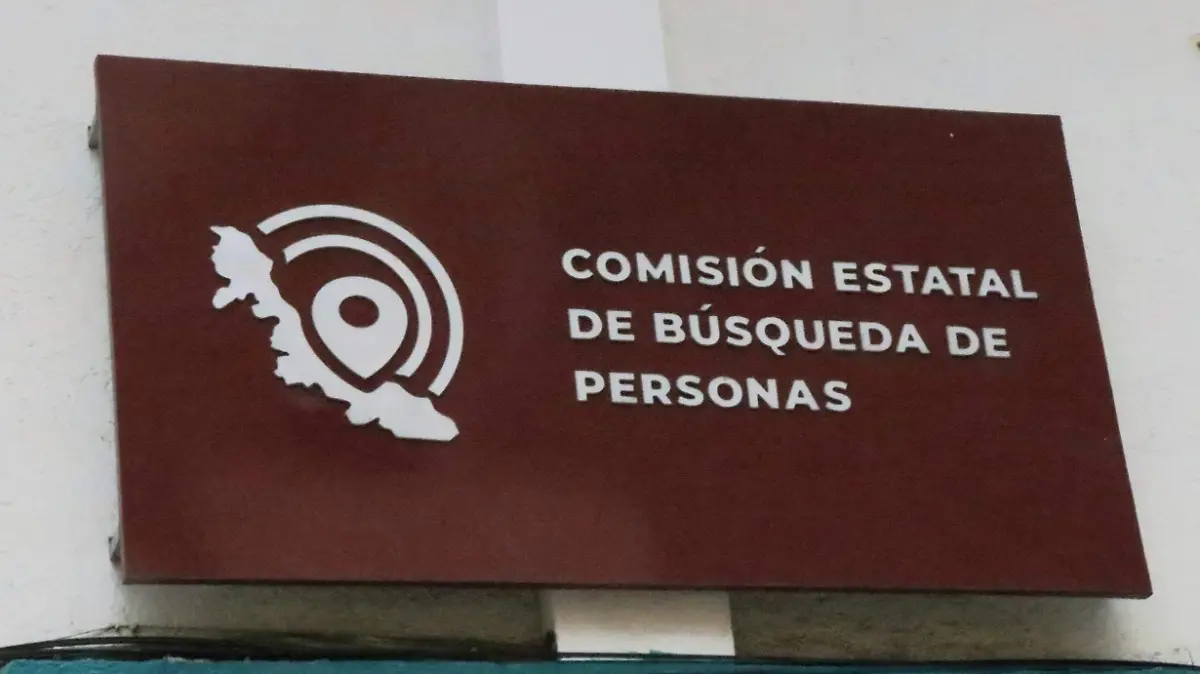 COMISIÓN ESTATAL
DE BÚSQUEDA DE
PERSONAS